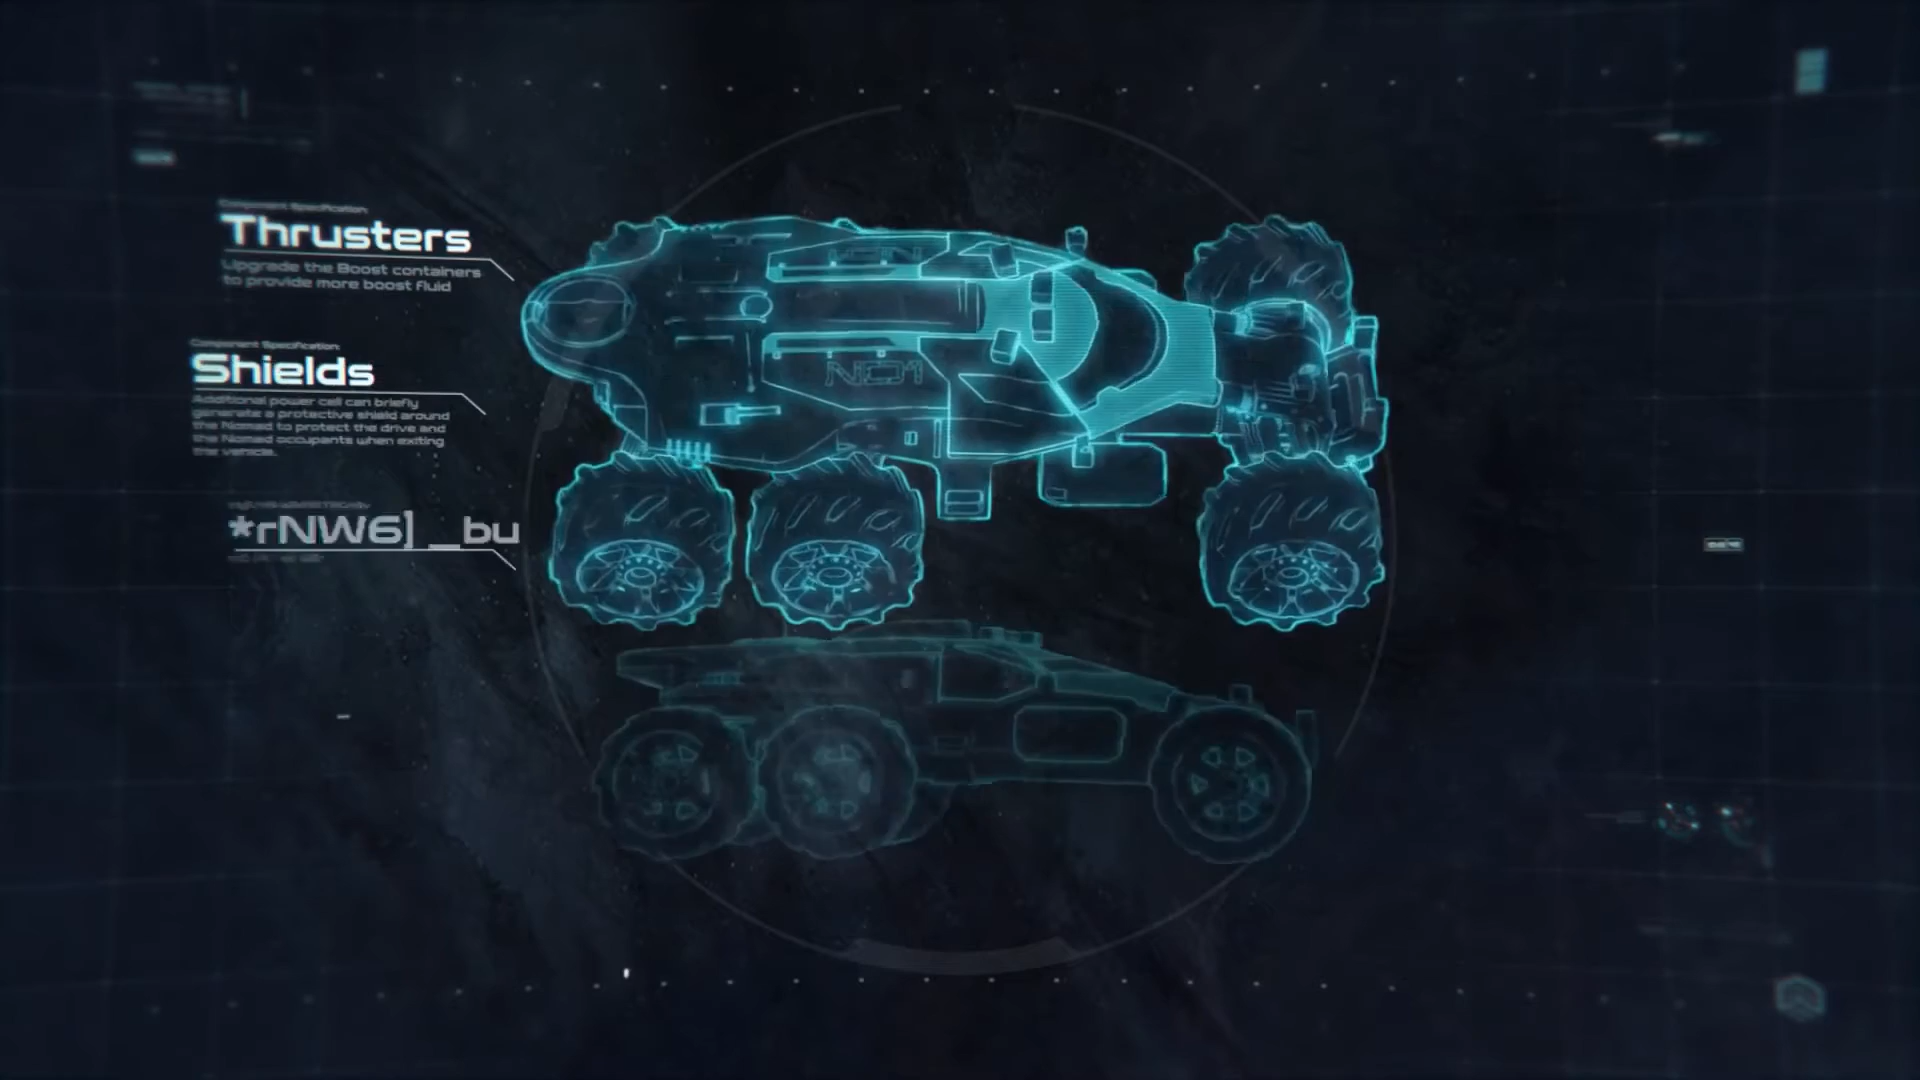 Component Specification:
Thrusters
Upgrade the Boost containers
to provide more boost fluid
Component Specification:
Shields
Additional power cell can briefly
generate a protective shield around
the Nomad to protect the drive and
the Nomad occupants when exiting
the vehicle.
*rNW6] _bu
NO1